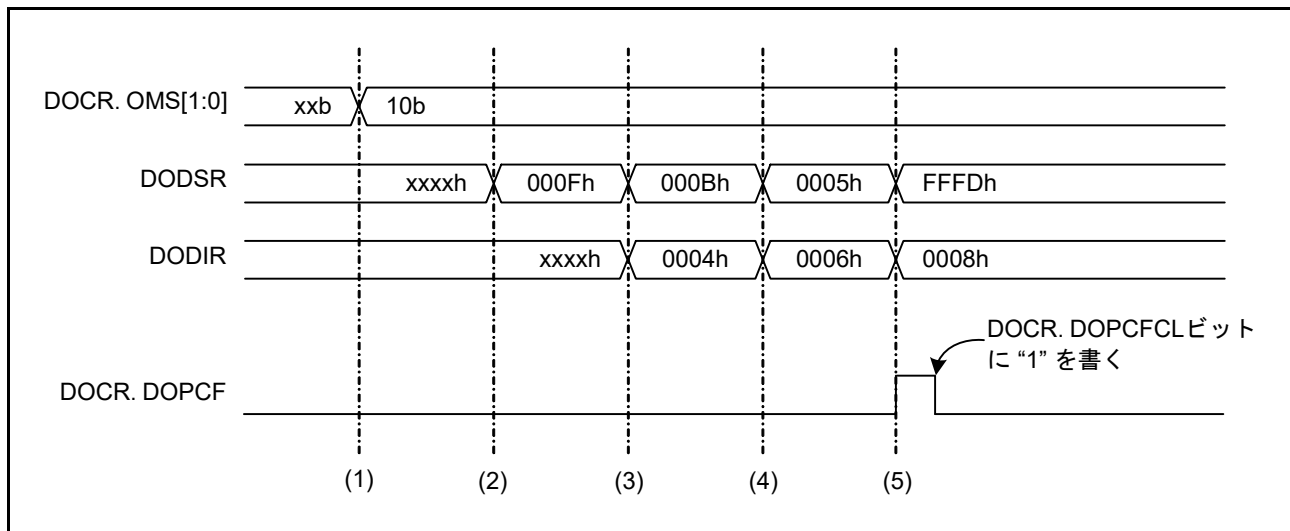 DOCR. OMS[1:0] xxb 10b
DODSR xxxxh 000Fh 000Bh 0005h FFFDh
DODIR xxxxh 0004h 0006h 0008h
DOCR. DOPCFCLビット
に “1” を書く
DOCR. DOPCF
(1) (2) (3) (4) (5)